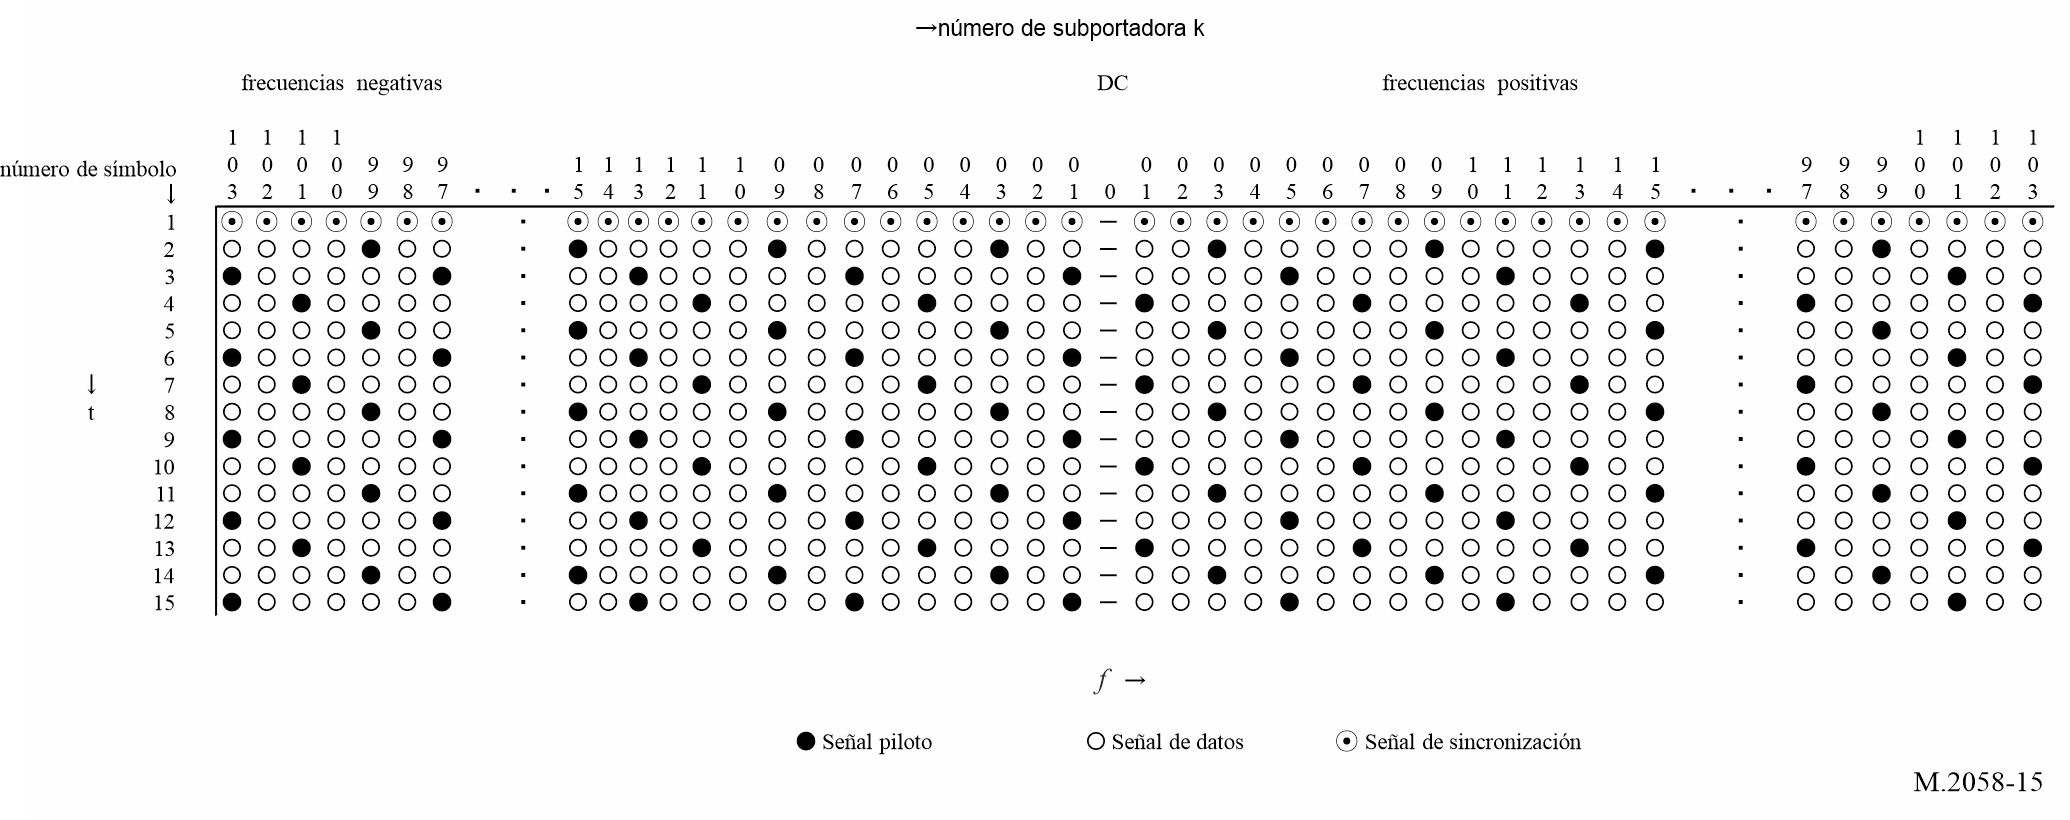 →número de subportadora k
frecuencias negativas DC frecuencias positivas
1 1 1 1 1 1 1 1
número de símbolo 0 0 0 0 9 9 9 1 1 1 1 1 1 0 0 0 0 0 0 0 0 0 0 0 0 0 0 0 0 0 0 1 1 1 1 1 1 9 9 9 0 0 0 0
↓ 3 2 1 0 9 8 7 · · · 5 4 3 2 1 0 9 8 7 6 5 4 3 2 1 0 1 2 3 4 5 6 7 8 9 0 1 2 3 4 5 · · · 7 8 9 0 1 2 3
1
2
3
4
5
6
↓ 7
t 8
9
10
11
12
13
14
15
f →
Señal piloto Señal de datos Señal de sincronización
M.2058-15